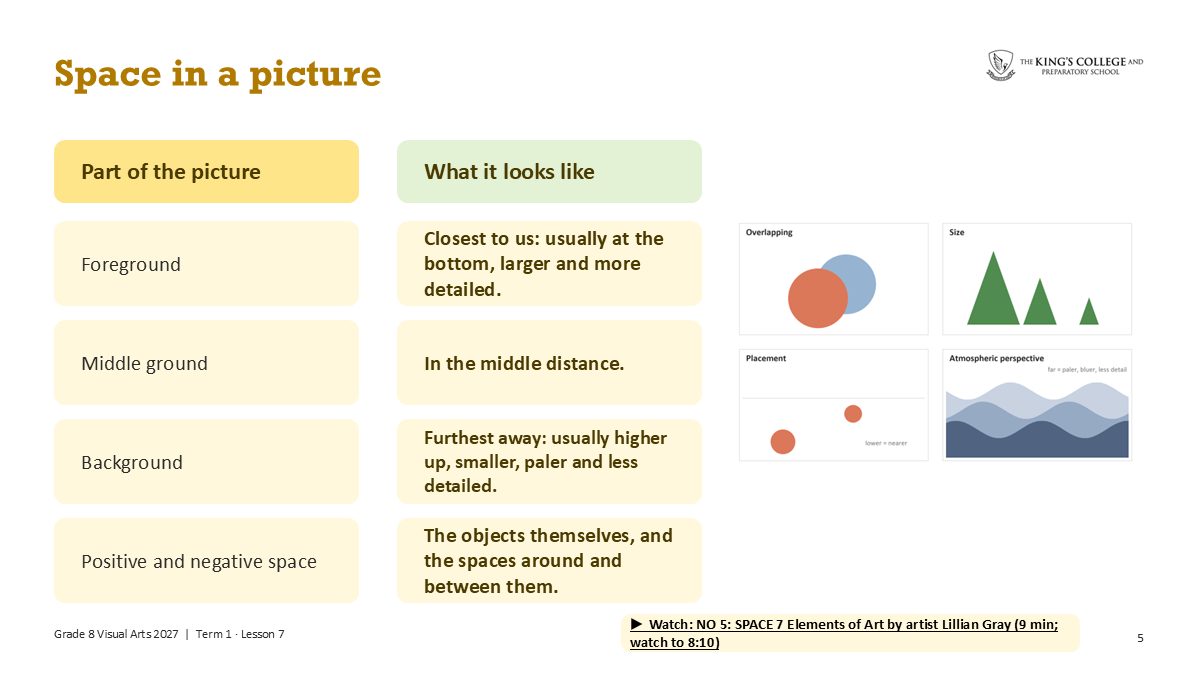 Space in a picture
THE KING'S COLLEGE AND
PREPARATORY SCHOOL
Part of the picture
What it looks like
Foreground
Closest to us: usually at the
bottom, larger and more
detailed.
Middle ground
In the middle distance.
Background
Furthest away: usually higher
up, smaller, paler and less
detailed.
Positive and negative space
The objects themselves, and
the spaces around and
between them.
Overlapping
Size
Placement
lower = nearer
Atmospheric perspective
far = paler, bluer, less detail
Grade 8 Visual Arts 2027 | Term 1 · Lesson 7
▶ Watch: NO 5: SPACE 7 Elements of Art by artist Lillian Gray (9 min;
watch to 8:10)
5